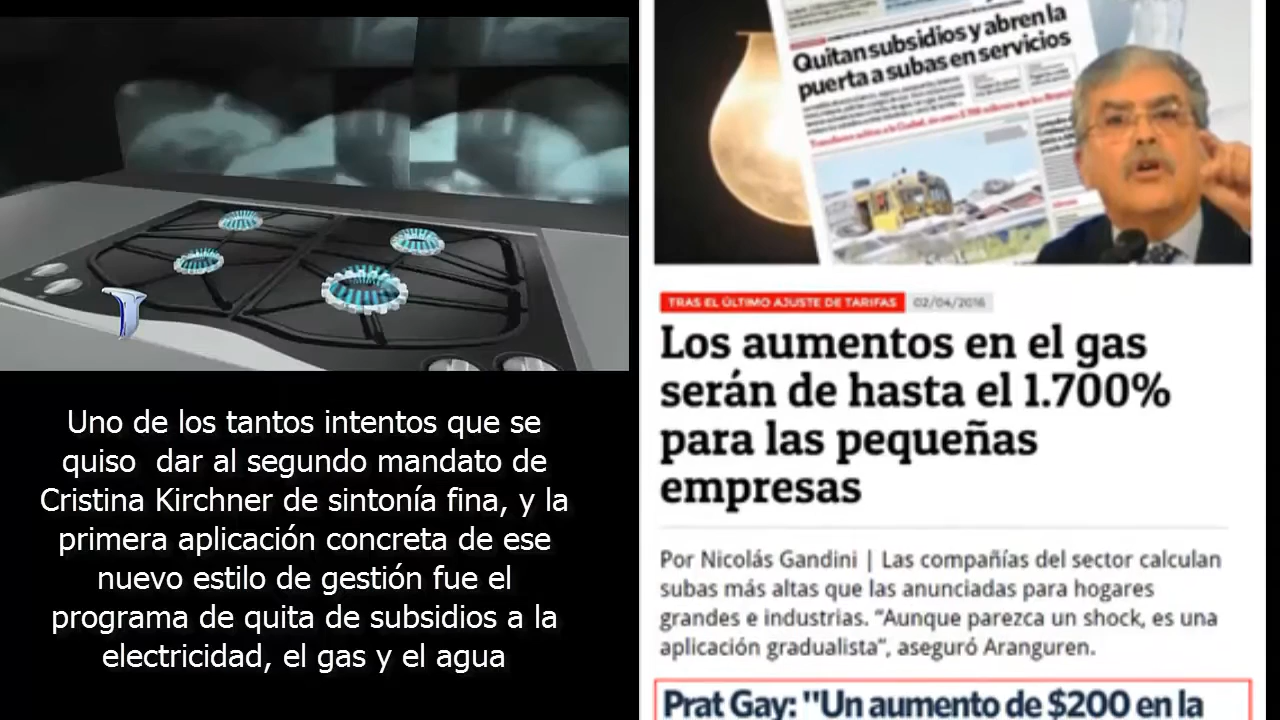 Uno de los tantos intentos que se
quiso dar al segundo mandato de
Cristina Kirchner de sintonía fina, y la
primera aplicación concreta de ese
nuevo estilo de gestión fue el
programa de quita de subsidios a la
electricidad, el gas y el agua
Quitan subsidios y abren la
puerta a subas en servicios
TRAS EL ÚLTIMO AJUSTE DE TARIFAS 02/04/2016
Los aumentos en el gas
serán de hasta el 1.700%
para las pequeñas
empresas
Por Nicolás Gandini | Las compañías del sector calculan
subas más altas que las anunciadas para hogares
grandes e industrias. “Aunque parezca un shock, es una
aplicación gradualista”, aseguró Aranguren.
Prat Gay: "Un aumento de $200 en la